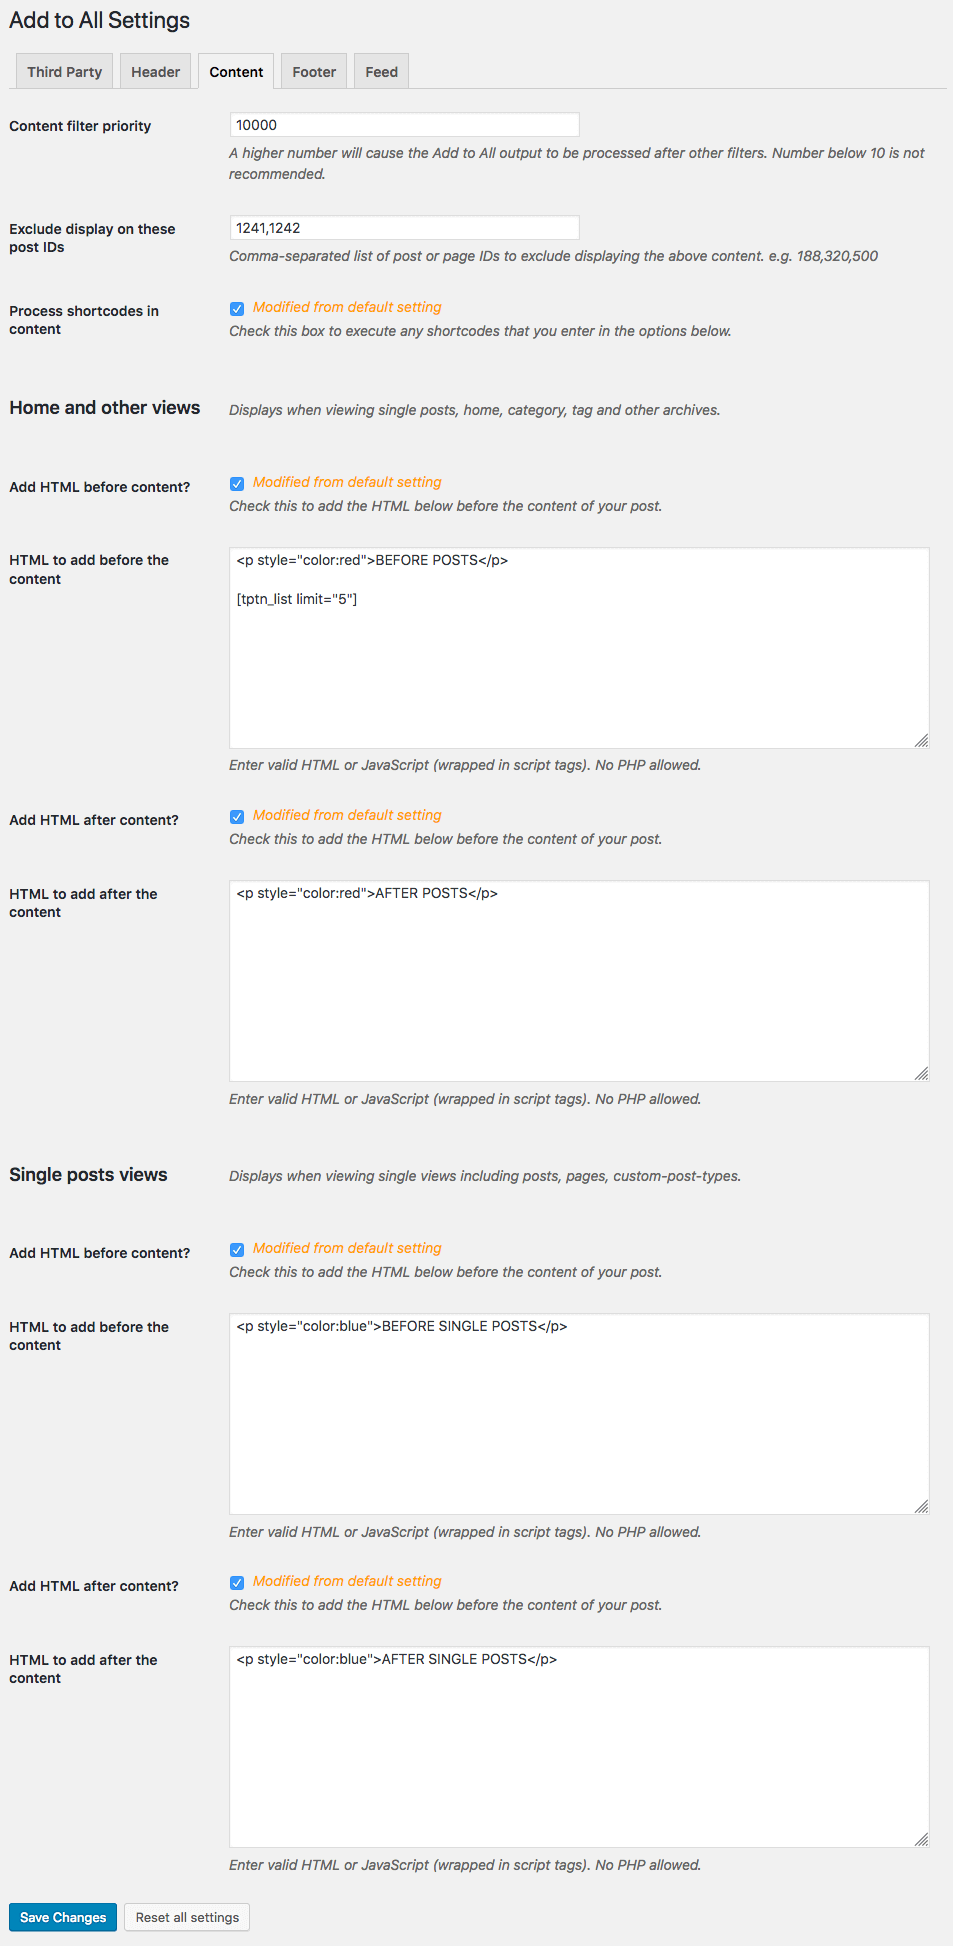 Add to All Settings
Third Party
Header
Content
Footer
Feed
Content filter priority
10000
A higher number will cause the Add to All output to be processed after other filters. Number below 10 is not
recommended.
Exclude display on these
post IDs
1241,1242
Comma-separated list of post or page IDs to exclude displaying the above content. e.g. 188,320,500
Process shortcodes in
content
Modified from default setting
Check this box to execute any shortcodes that you enter in the options below.
Home and other views
Displays when viewing single posts, home, category, tag and other archives.
Add HTML before content?
Modified from default setting
Check this to add the HTML below before the content of your post.
HTML to add before the
content
<p style="color:red">BEFORE POSTS</p>
[tptn_list limit="5"]
Enter valid HTML or JavaScript (wrapped in script tags). No PHP allowed.
Add HTML after content?
Modified from default setting
Check this to add the HTML below before the content of your post.
HTML to add after the
content
<p style="color:red">AFTER POSTS</p>
Enter valid HTML or JavaScript (wrapped in script tags). No PHP allowed.
Single posts views
Displays when viewing single views including posts, pages, custom-post-types.
Add HTML before content?
Modified from default setting
Check this to add the HTML below before the content of your post.
HTML to add before the
content
<p style="color:blue">BEFORE SINGLE POSTS</p>
Enter valid HTML or JavaScript (wrapped in script tags). No PHP allowed.
Add HTML after content?
Modified from default setting
Check this to add the HTML below before the content of your post.
HTML to add after the
content
<p style="color:blue">AFTER SINGLE POSTS</p>
Enter valid HTML or JavaScript (wrapped in script tags). No PHP allowed.
Save Changes
Reset all settings